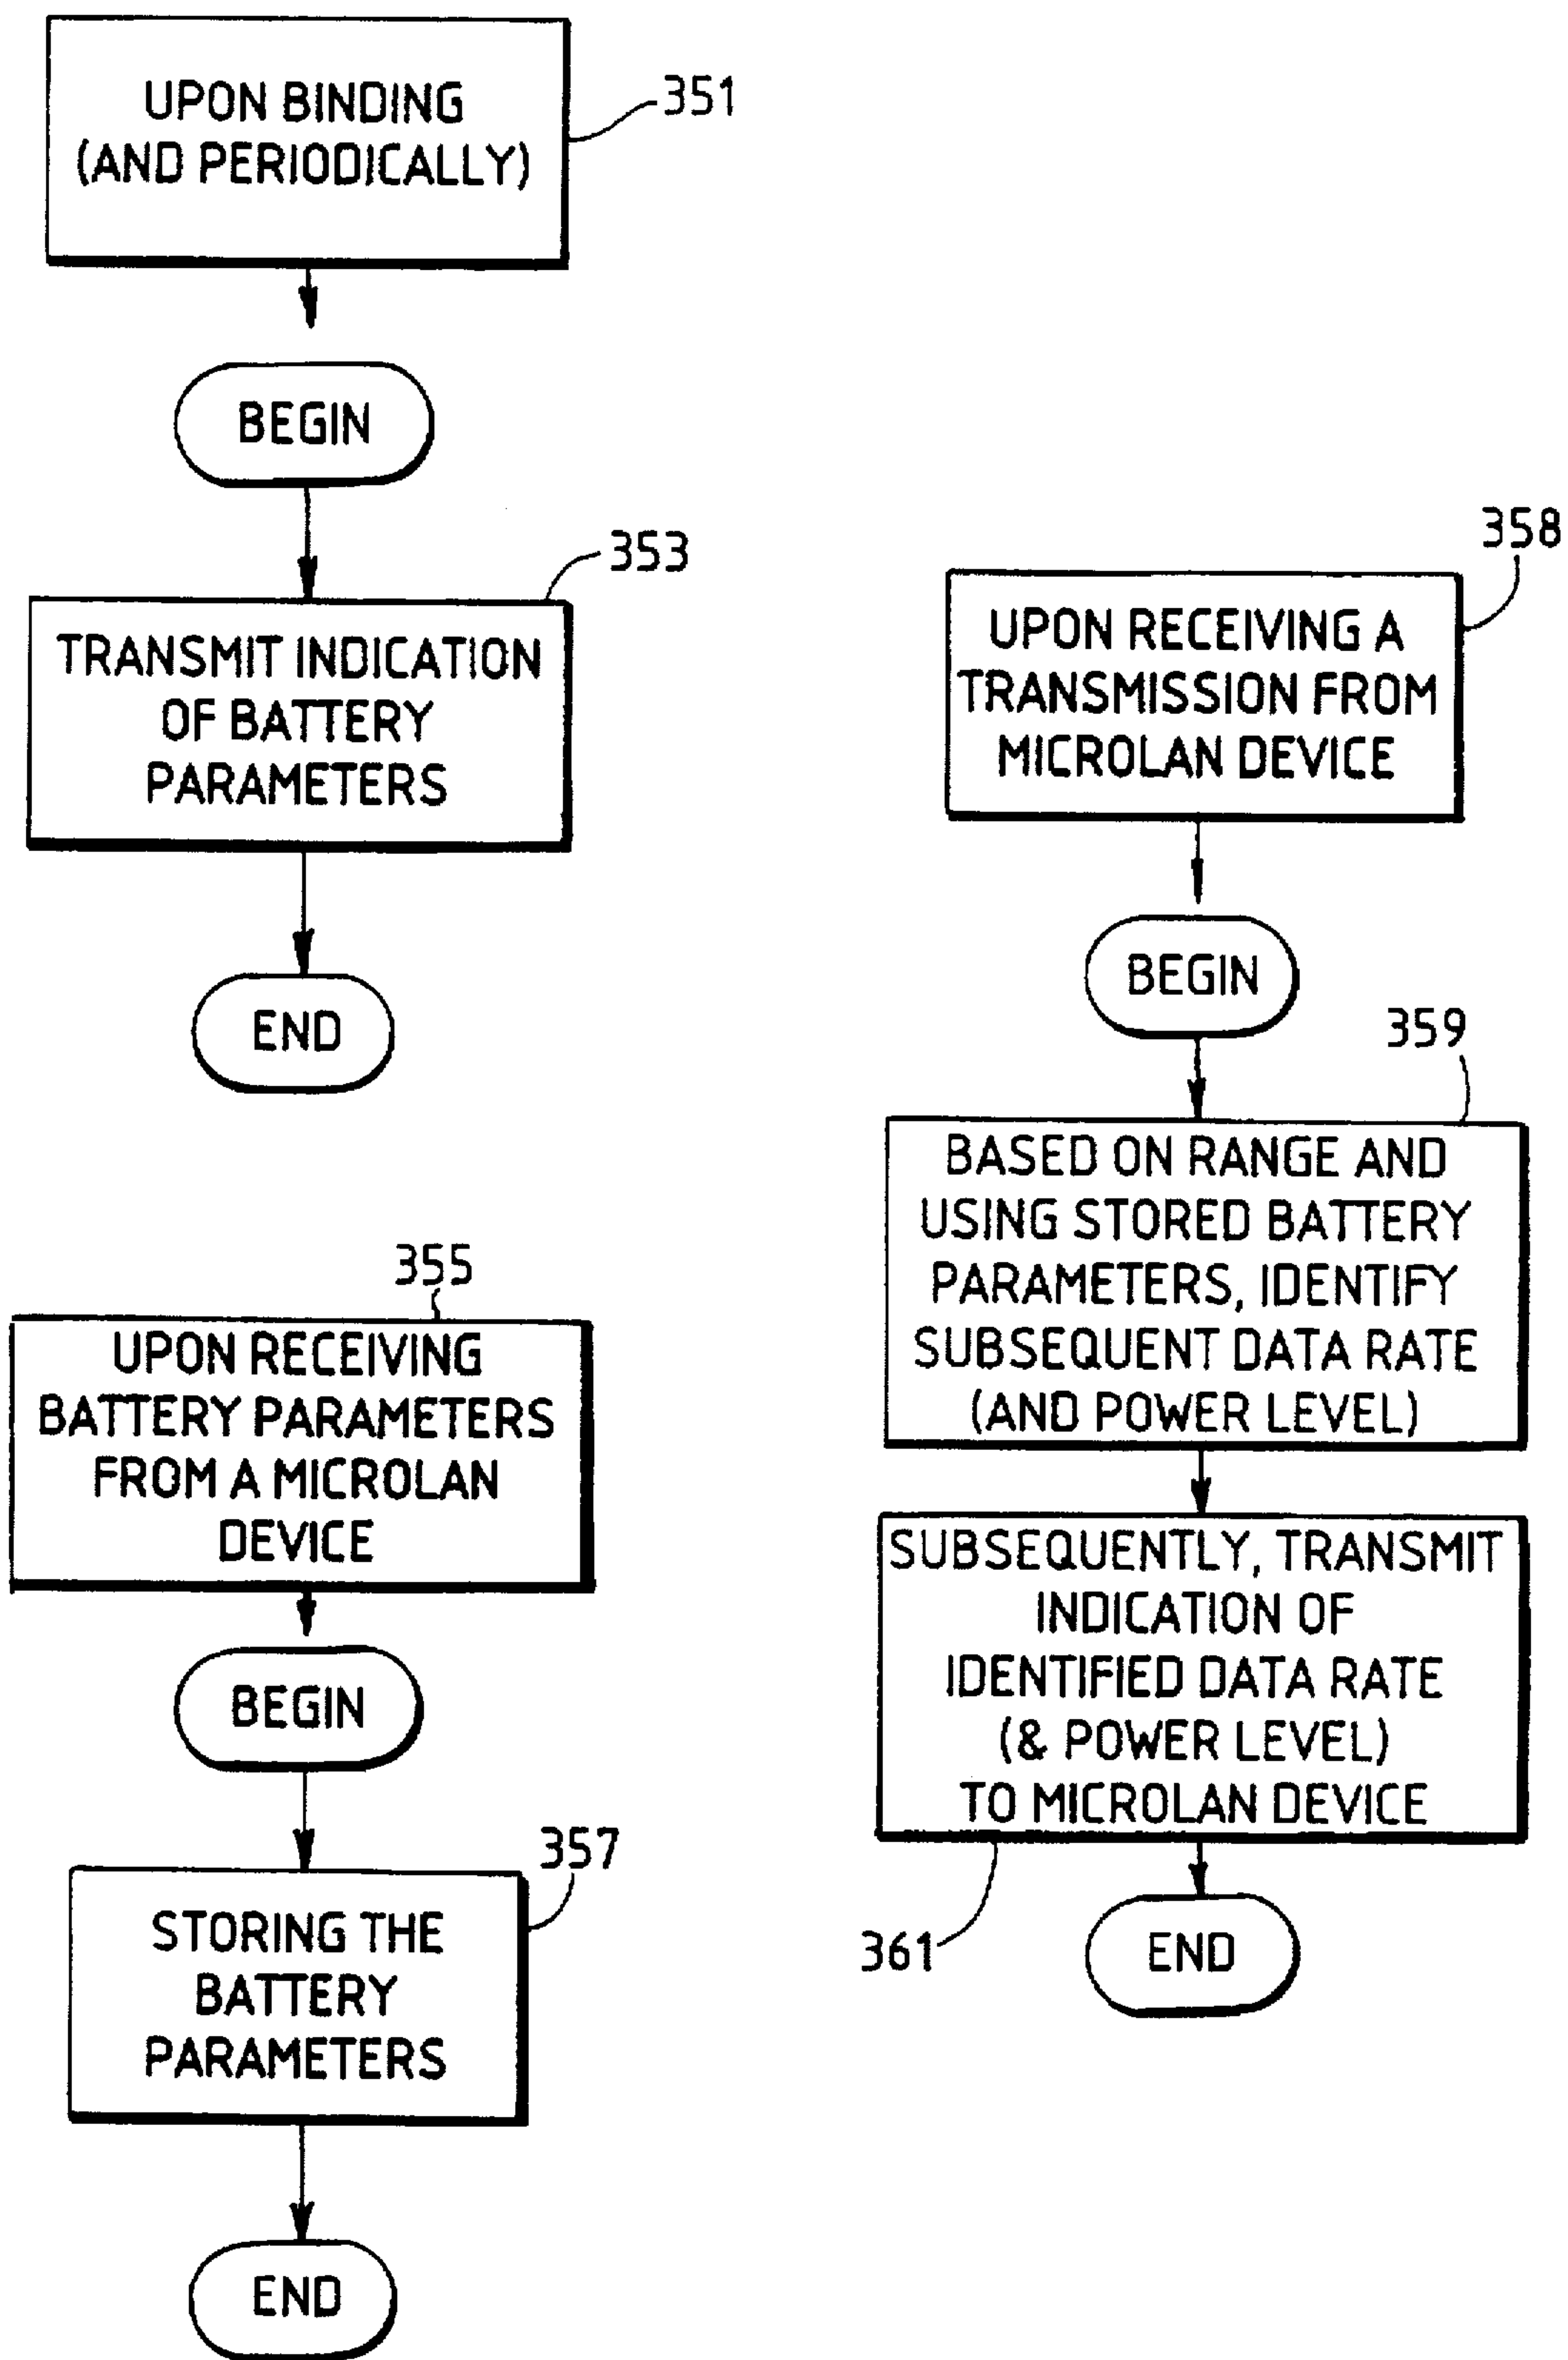 UPON BINDING
(AND PERIODICALLY)
351
BEGIN
353
TRANSMIT INDICATION
OF BATTERY
PARAMETERS
END
355
UPON RECEIVING
BATTERY PARAMETERS
FROM A MICROLAN
DEVICE
BEGIN
357
STORING THE
BATTERY
PARAMETERS
END
358
UPON RECEIVING A
TRANSMISSION FROM
MICROLAN DEVICE
BEGIN
359
BASED ON RANGE AND
USING STORED BATTERY
PARAMETERS, IDENTIFY
SUBSEQUENT DATA RATE
(AND POWER LEVEL)
SUBSEQUENTLY, TRANSMIT
INDICATION OF
IDENTIFIED DATA RATE
(& POWER LEVEL)
TO MICROLAN DEVICE
361
END